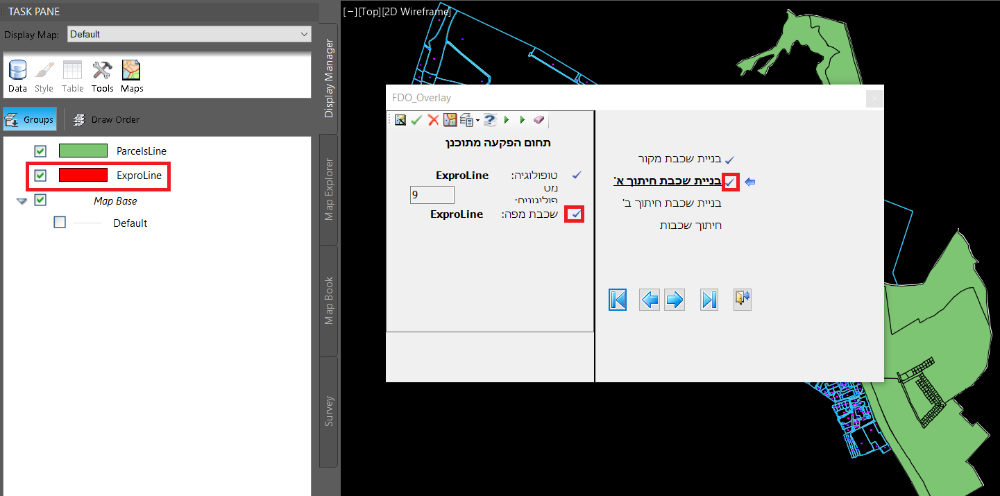 TASK PANE
Display Map: Default
Data Style Table Tools Maps
Groups Draw Order
ParcelsLine
ExproLine
Map Base
Default
Display Manager
Map Explorer
Map Book
Survey
[−][Top][2D Wireframe]
FDO_Overlay
תחום הפקעה מתוכנן
טופולוגיה: ExproLine
מס
פוליגונים: 9
שכבת מפה: ExproLine
בניית שכבת מקור
בניית שכבת חיתוך א'
בניית שכבת חיתוך ב'
חיתוך שכבות